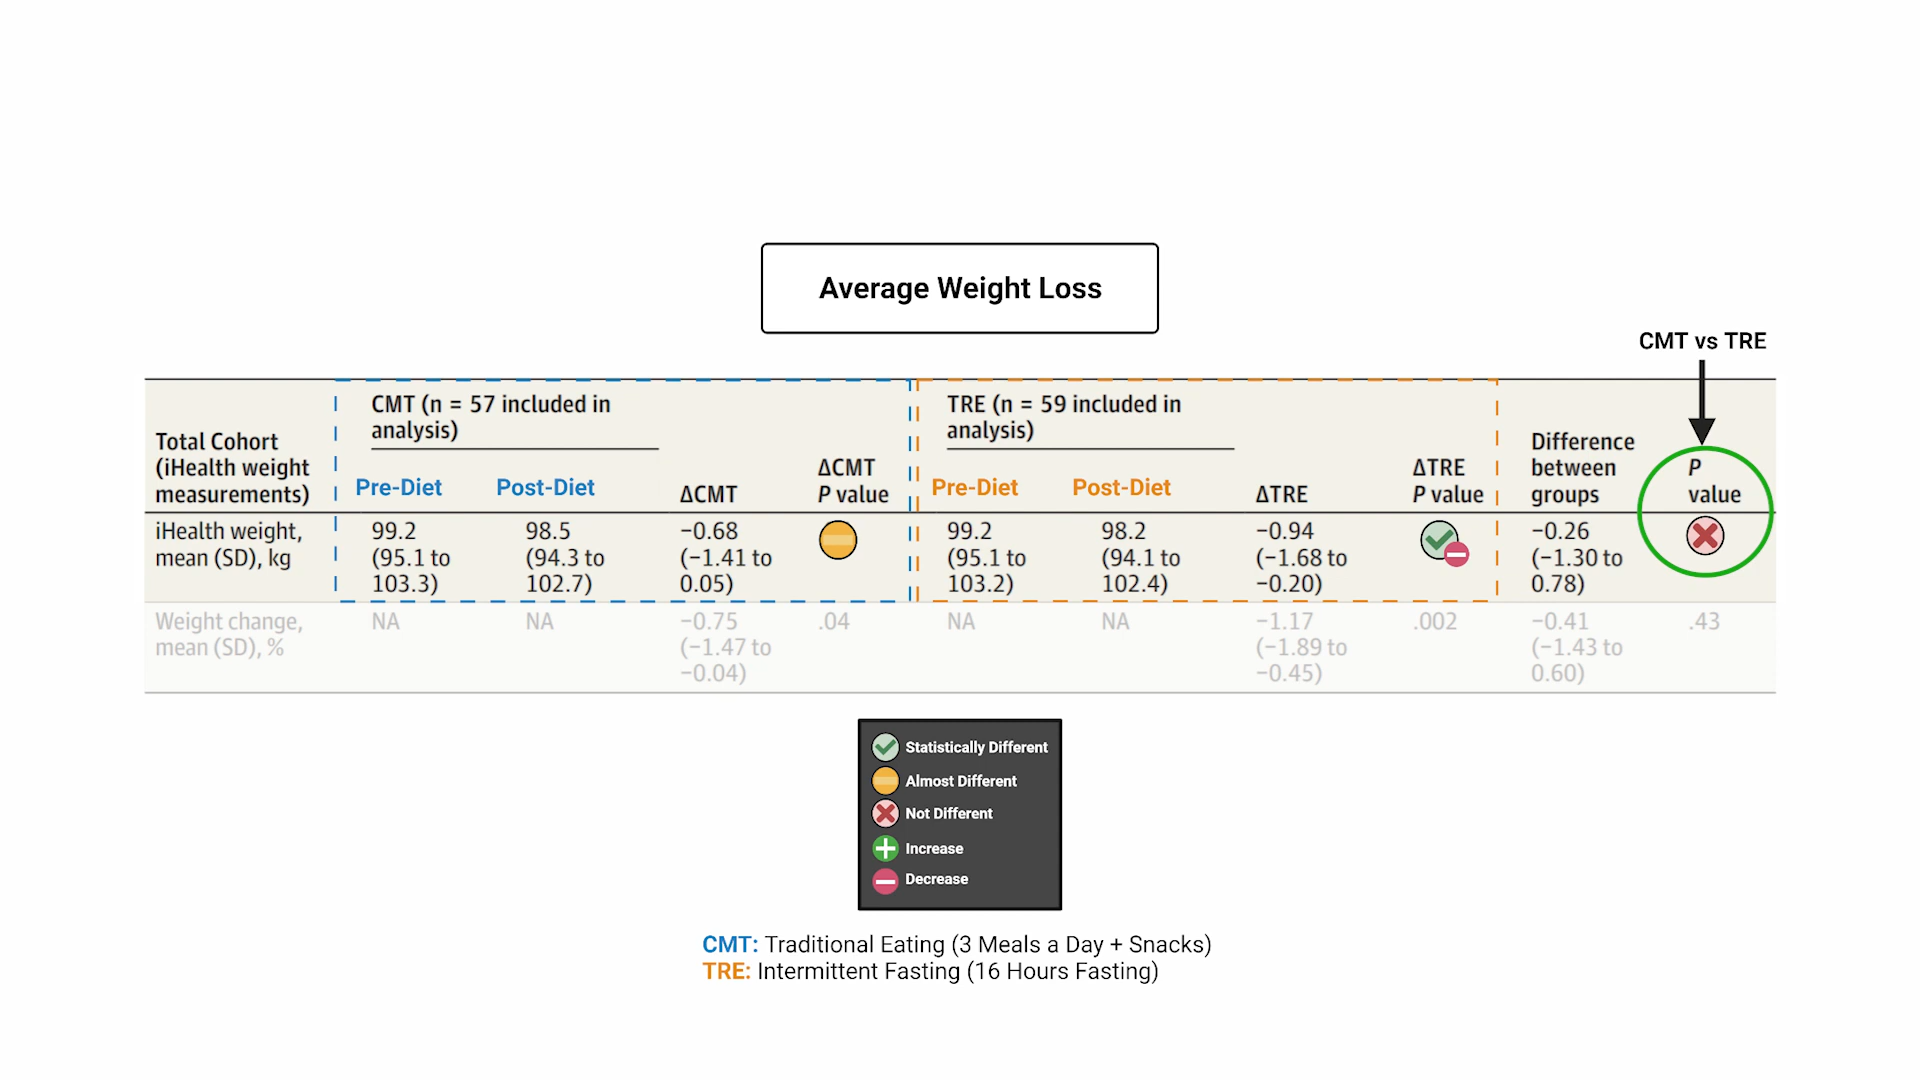 Average Weight Loss
CMT vs TRE
Total Cohort
(iHealth weight
measurements)
CMT (n = 57 included in
analysis)
Pre-Diet
Post-Diet
ΔCMT
ΔCMT
P value
TRE (n = 59 included in
analysis)
Pre-Diet
Post-Diet
ΔTRE
ΔTRE
P value
Difference
between
groups
P
value
iHealth weight,
mean (SD), kg
99.2
(95.1 to
103.3)
98.5
(94.3 to
102.7)
−0.68
(−1.41 to
0.05)
99.2
(95.1 to
103.2)
98.2
(94.1 to
102.4)
−0.94
(−1.68 to
−0.20)
−0.26
(−1.30 to
0.78)
Weight change,
mean (SD), %
NA
NA
−0.75
(−1.47 to
−0.04)
.04
NA
NA
−1.17
(−1.89 to
−0.45)
.002
−0.41
(−1.43 to
0.60)
.43
Statistically Different
Almost Different
Not Different
Increase
Decrease
CMT: Traditional Eating (3 Meals a Day + Snacks)
TRE: Intermittent Fasting (16 Hours Fasting)